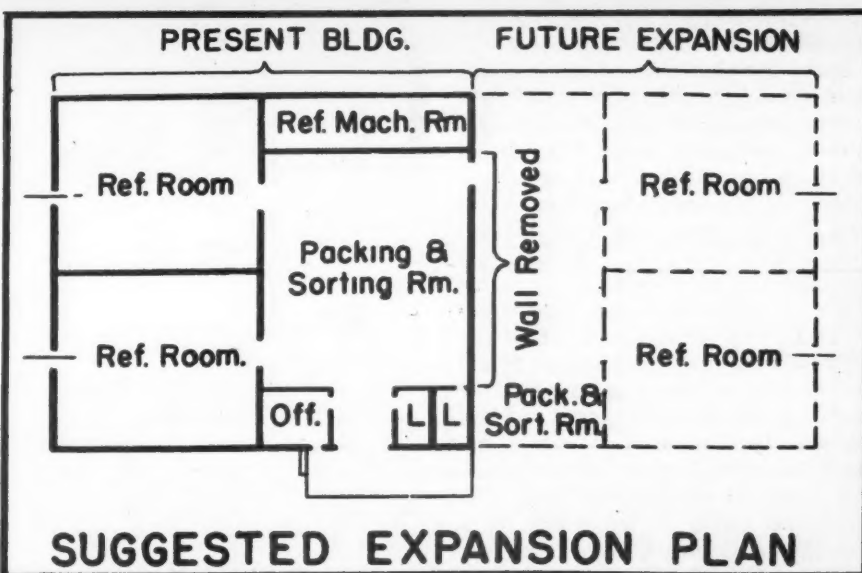 PRESENT BLDG. FUTURE EXPANSION
Ref. Mach. Rm
Ref. Room
Packing &
Sorting Rm.
Wall Removed
Ref. Room
Ref. Room.
Off.
L L
Pack. &
Sort. Rm.
Ref. Room
SUGGESTED EXPANSION PLAN